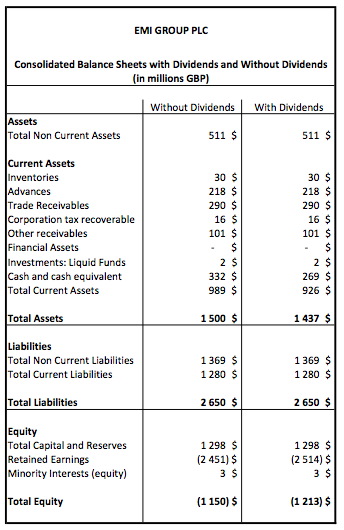 EMI GROUP PLC
Consolidated Balance Sheets with Dividends and Without Dividends
(in millions GBP)
Without Dividends With Dividends
Assets
Total Non Current Assets 511 $ 511 $
Current Assets
Inventories 30 $ 30 $
Advances 218 $ 218 $
Trade Receivables 290 $ 290 $
Corporation tax recoverable 16 $ 16 $
Other receivables 101 $ 101 $
Financial Assets - $ - $
Investments: Liquid Funds 2 $ 2 $
Cash and cash equivalent 332 $ 269 $
Total Current Assets 989 $ 926 $
Total Assets 1 500 $ 1 437 $
Liabilities
Total Non Current Liabilities 1 369 $ 1 369 $
Total Current Liabilities 1 280 $ 1 280 $
Total Liabilities 2 650 $ 2 650 $
Equity
Total Capital and Reserves 1 298 $ 1 298 $
Retained Earnings (2 451) $ (2 514) $
Minority Interests (equity) 3 $ 3 $
Total Equity (1 150) $ (1 213) $